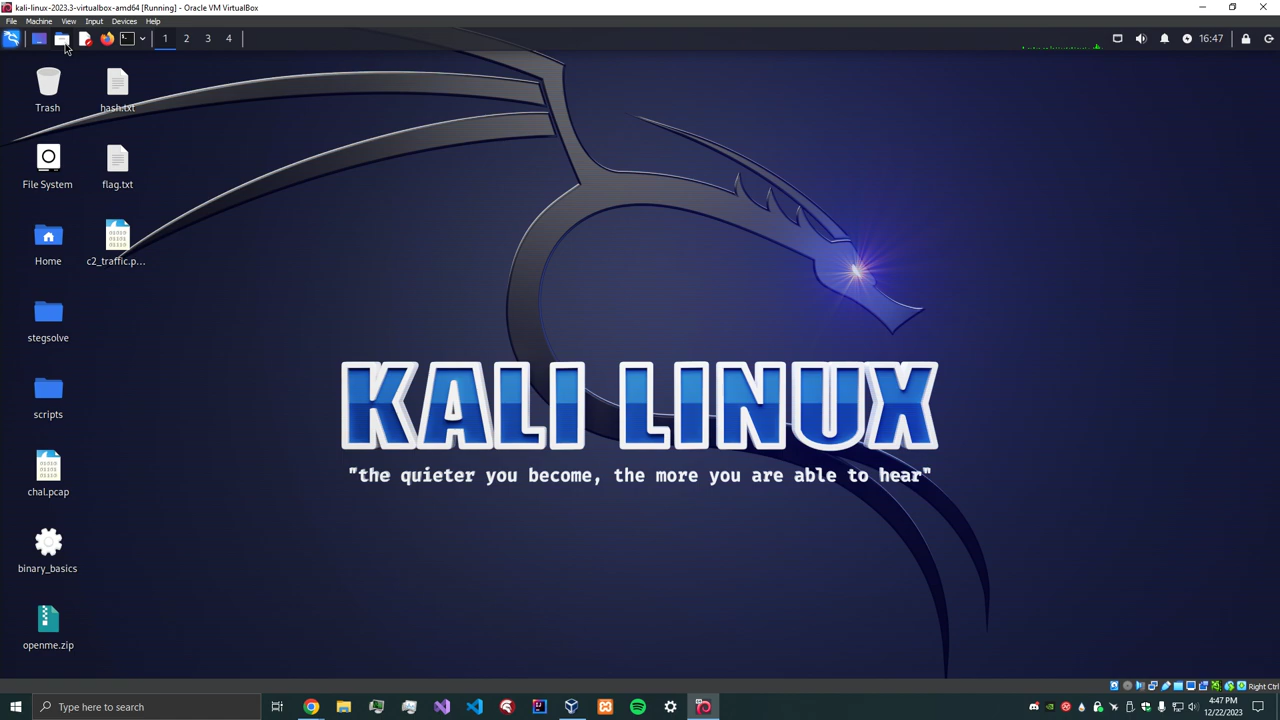 kali-linux-2023.3-virtualbox-amd64 [Running] - Oracle VM VirtualBox
File Machine View Input Devices Help
1 2 3 4 16:47
Trash hash.txt
File System flag.txt
Home c2_traffic.p...
stegsolve
scripts
KALI LINUX
"the quieter you become, the more you are able to hear"
chal.pcap
binary_basics
openme.zip
Right Ctrl
Type here to search
4:47 PM
12/22/2023